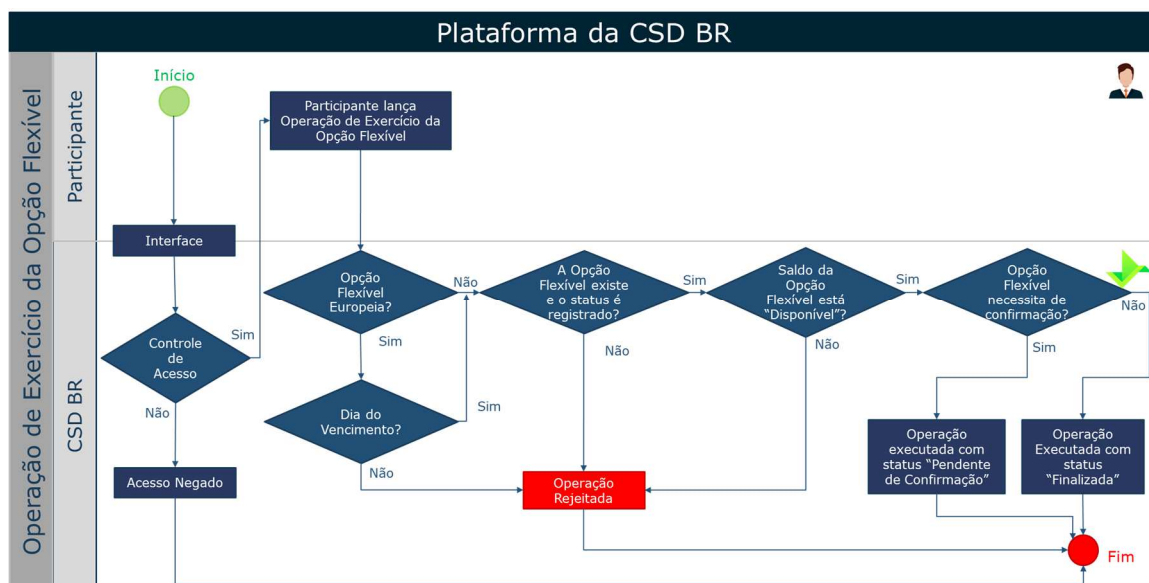 Plataforma da CSD BR
Operação de Exercício da Opção Flexível
Participante
CSD BR
Início
Participante lança
Operação de Exercício da
Opção Flexível
Interface
Controle
de
Acesso
Sim
Não
Acesso Negado
Opção
Flexível
Europeia?
Não
Sim
Dia do
Vencimento?
Sim
Não
A Opção
Flexível existe
e o status é
registrado?
Sim
Não
Operação
Rejeitada
Saldo da
Opção
Flexível está
“Disponível”?
Sim
Não
Opção
Flexível
necessita de
confirmação?
Não
Sim
Operação
executada com
status “Pendente
de Confirmação”
Operação
Executada com
status
“Finalizada”
Fim